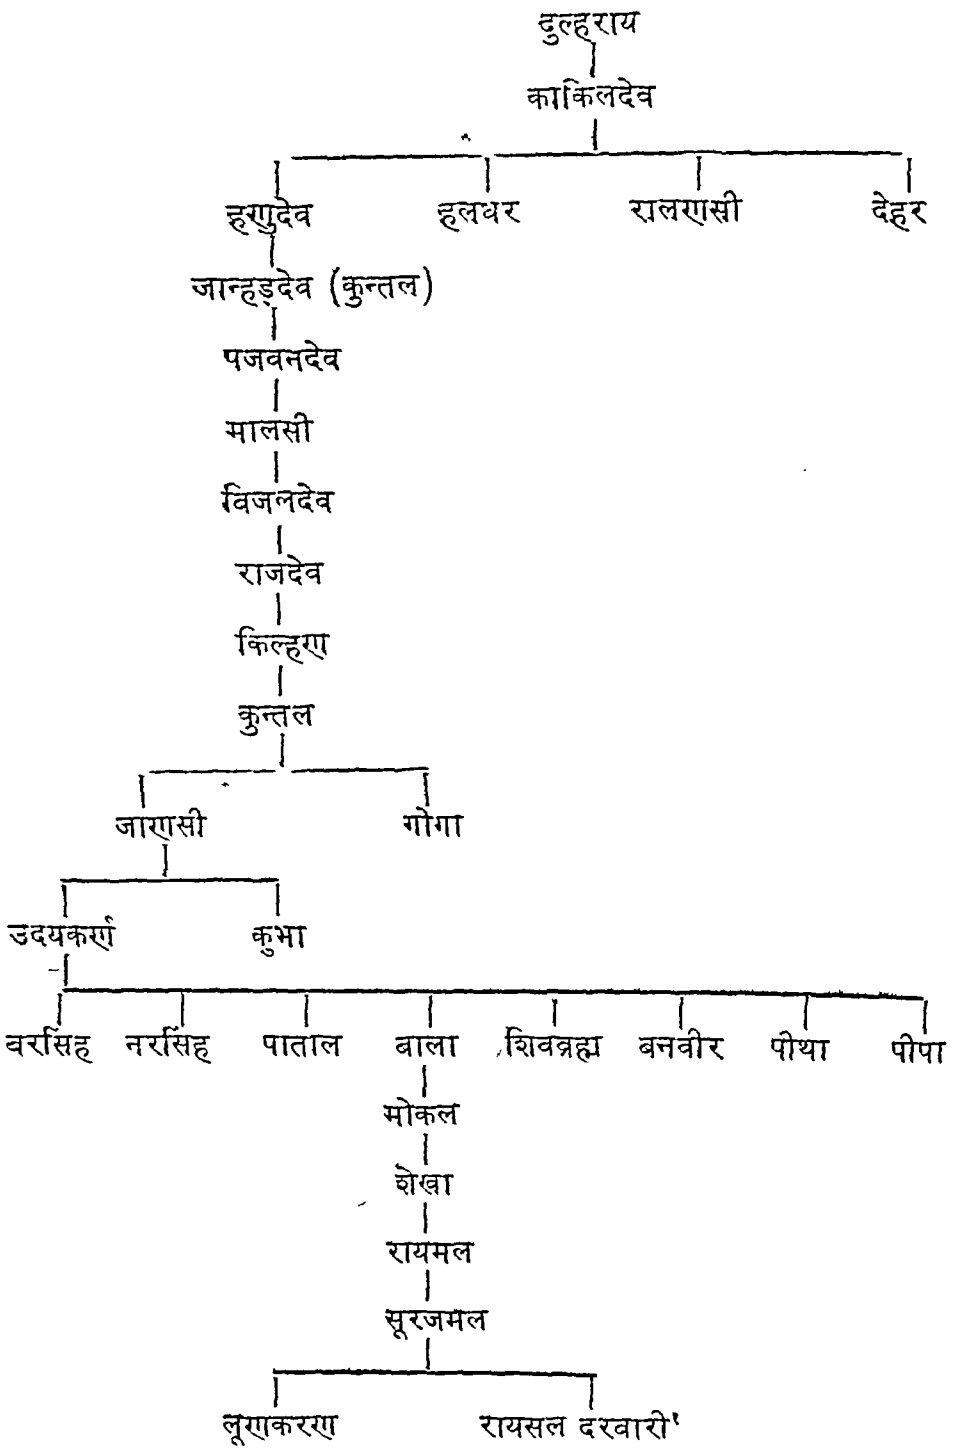 दुल्हराय
काकिलदेव
हणुदेव हलधर रालणसी देहर
जान्हड़देव (कुन्तल)
पजवनदेव
मालसी
विजलदेव
राजदेव
किल्हण
कुन्तल
जाणसी गोगा
उदयकर्ण कुभा
बरसिंह नरसिंह पाताल बाला शिवब्रह्म बनवीर पीथा पीपा
मोकल
शेखा
रायमल
सूरजमल
लूणकरण रायसल दरबारी'